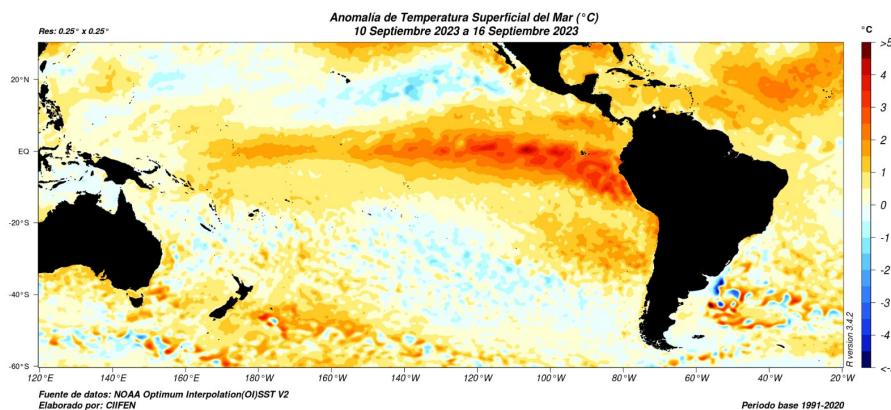 Anomalía de Temperatura Superficial del Mar (°C)
10 Septiembre 2023 a 16 Septiembre 2023
Res: 0.25° x 0.25°
°C
>5
4
3
2
1
0
-1
-2
-3
-4
<-5
20°N
EQ
20°S
40°S
60°S
120°E
140°E
160°E
180°W
160°W
140°W
120°W
100°W
80°W
60°W
40°W
20°W
R version 3.4.2
Fuente de datos: NOAA Optimum Interpolation(OI)SST V2
Elaborado por: CIIFEN
Periodo base 1991-2020